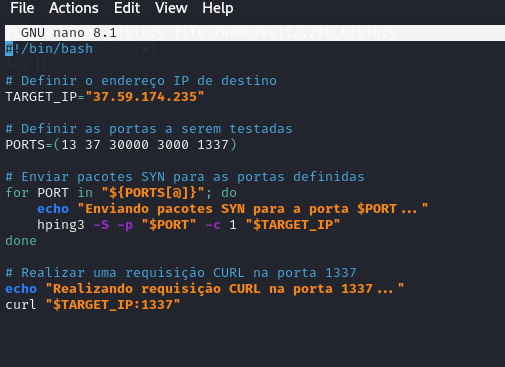 File Actions Edit View Help
GNU nano 8.1
#!/bin/bash
# Definir o endereço IP de destino
TARGET_IP="37.59.174.235"
# Definir as portas a serem testadas
PORTS=(13 37 30000 3000 1337)
# Enviar pacotes SYN para as portas definidas
for PORT in "${PORTS[@]}"; do
echo "Enviando pacotes SYN para a porta $PORT..."
hping3 -S -p "$PORT" -c 1 "$TARGET_IP"
done
# Realizar uma requisição CURL na porta 1337
echo "Realizando requisição CURL na porta 1337..."
curl "$TARGET_IP:1337"